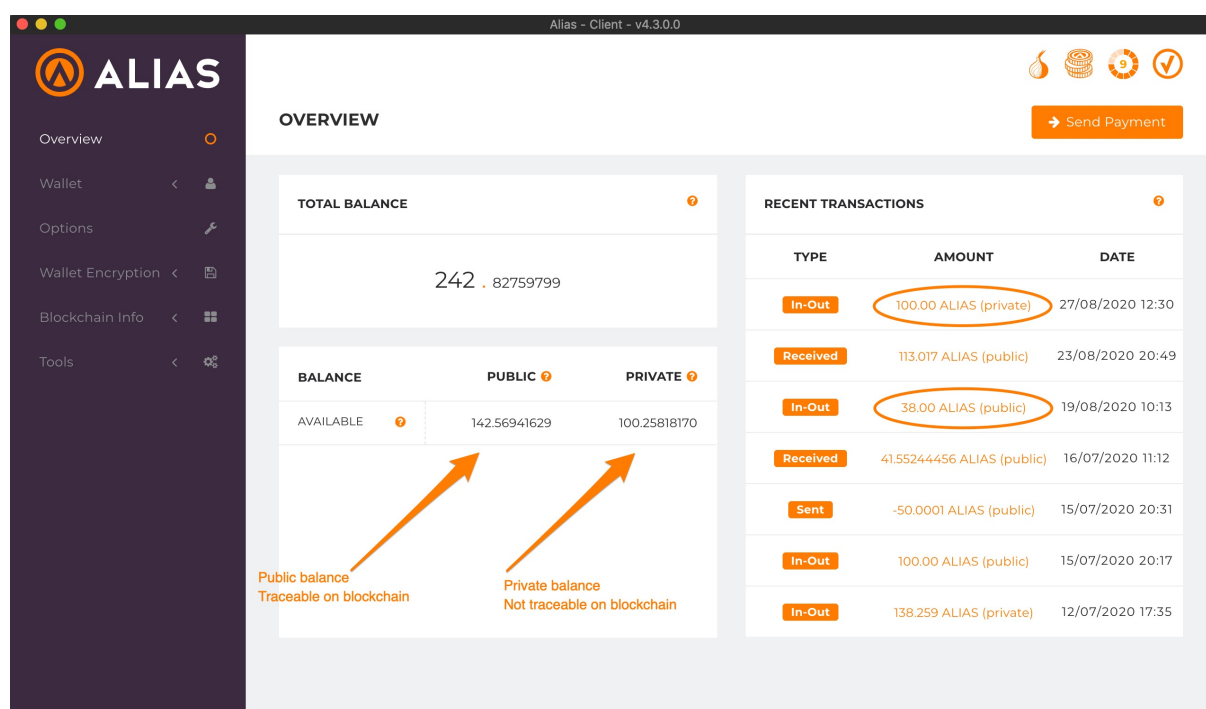 Alias - Client - v4.3.0.0
ALIAS
9
OVERVIEW
Send Payment
Overview
Wallet
Options
Wallet Encryption
Blockchain Info
Tools
TOTAL BALANCE ?
242 . 82759799
BALANCE PUBLIC ? PRIVATE ?
AVAILABLE ? 142.56941629 100.25818170
Public balance
Traceable on blockchain
Private balance
Not traceable on blockchain
RECENT TRANSACTIONS ?
TYPE AMOUNT DATE
In-Out 100.00 ALIAS (private) 27/08/2020 12:30
Received 113.017 ALIAS (public) 23/08/2020 20:49
In-Out 38.00 ALIAS (public) 19/08/2020 10:13
Received 41.55244456 ALIAS (public) 16/07/2020 11:12
Sent -50.0001 ALIAS (public) 15/07/2020 20:31
In-Out 100.00 ALIAS (public) 15/07/2020 20:17
In-Out 138.259 ALIAS (private) 12/07/2020 17:35